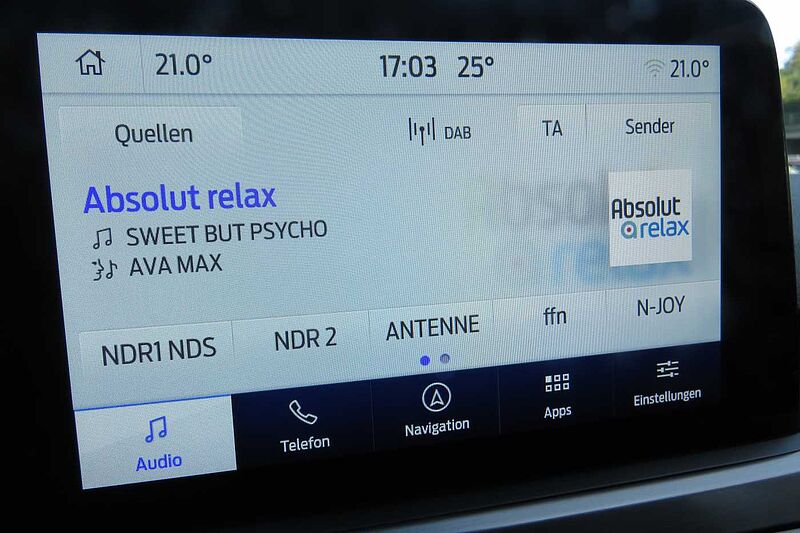 21.0° 17:03 25° 21.0°
Quellen DAB TA Sender
Absolut relax
SWEET BUT PSYCHO
AVA MAX
Absolut
relax
NDR1 NDS NDR 2 ANTENNE ffn N-JOY
Audio Telefon Navigation Apps Einstellungen